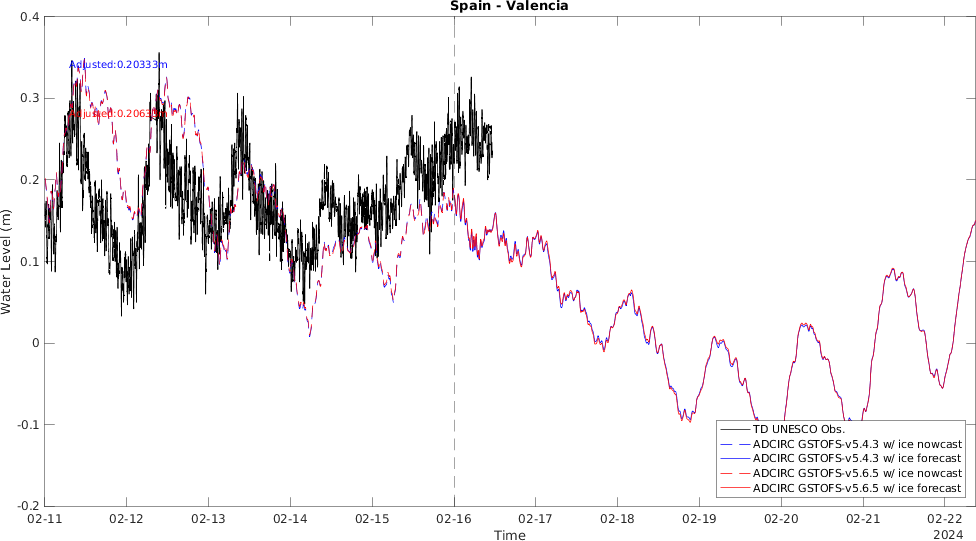 Spain - Valencia
0.4
0.3
0.2
0.1
0
-0.1
-0.2
Water Level (m)
Adjusted:0.20333m
02-11
02-12
02-13
02-14
02-15
02-16
02-17
02-18
02-19
02-20
02-21
02-22
2024
Time
TD UNESCO Obs.
ADCIRC GSTOFS-v5.4.3 w/ ice nowcast
ADCIRC GSTOFS-v5.4.3 w/ ice forecast
ADCIRC GSTOFS-v5.6.5 w/ ice nowcast
ADCIRC GSTOFS-v5.6.5 w/ ice forecast